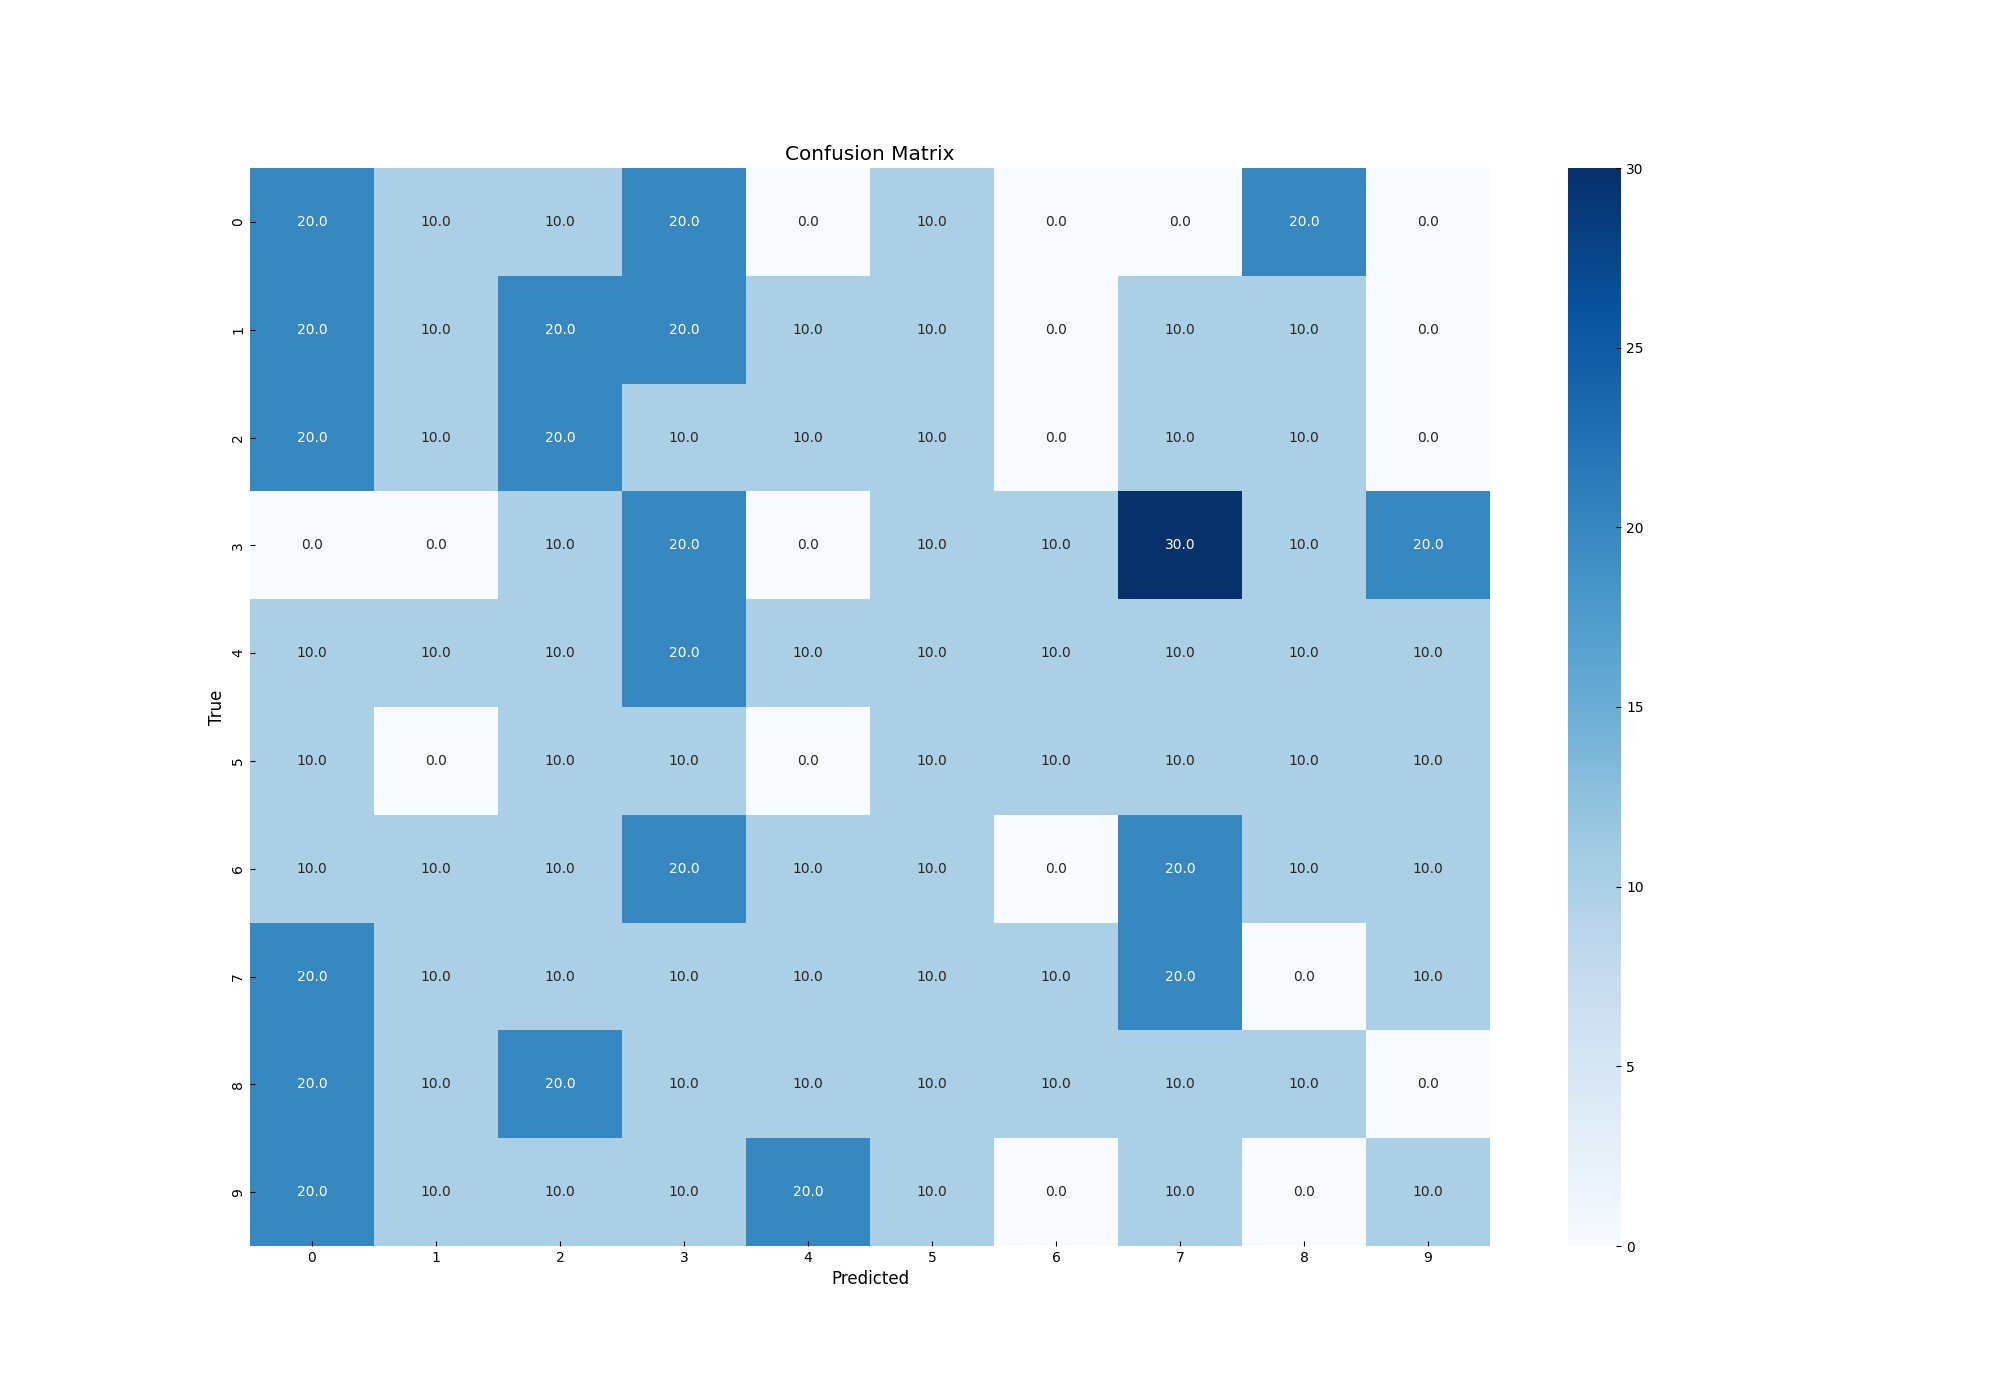 Confusion Matrix
0 20.0 10.0 10.0 20.0 0.0 10.0 0.0 0.0 20.0 0.0
1 20.0 10.0 20.0 20.0 10.0 10.0 0.0 10.0 10.0 0.0
2 20.0 10.0 20.0 10.0 10.0 10.0 0.0 10.0 10.0 0.0
3 0.0 0.0 10.0 20.0 0.0 10.0 10.0 30.0 10.0 20.0
4 10.0 10.0 10.0 20.0 10.0 10.0 10.0 10.0 10.0 10.0
True
5 10.0 0.0 10.0 10.0 0.0 10.0 10.0 10.0 10.0 10.0
6 10.0 10.0 10.0 20.0 10.0 10.0 0.0 20.0 10.0 10.0
7 20.0 10.0 10.0 10.0 10.0 10.0 10.0 20.0 0.0 10.0
8 20.0 10.0 20.0 10.0 10.0 10.0 10.0 10.0 10.0 0.0
9 20.0 10.0 10.0 10.0 20.0 10.0 0.0 10.0 0.0 10.0
0 1 2 3 4 5 6 7 8 9
Predicted
30
25
20
15
10
5
0